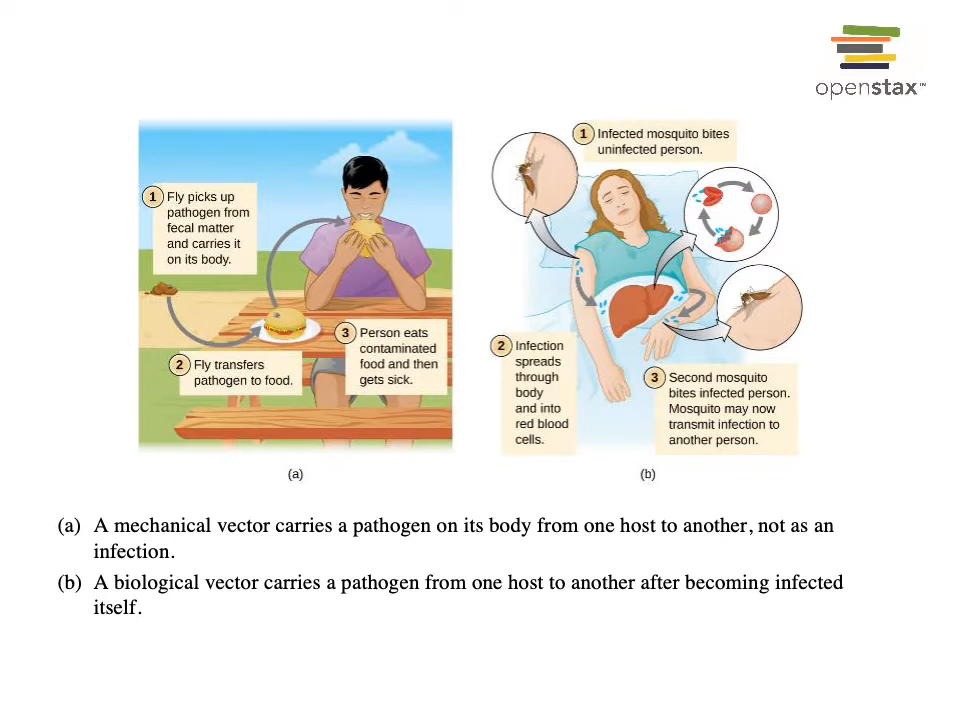 openstax™
1 Fly picks up
pathogen from
fecal matter
and carries it
on its body.
2 Fly transfers
pathogen to food.
3 Person eats
contaminated
food and then
gets sick.
(a)
1 Infected mosquito bites
uninfected person.
2 Infection
spreads
through
body
and into
red blood
cells.
3 Second mosquito
bites infected person.
Mosquito may now
transmit infection to
another person.
(b)
(a) A mechanical vector carries a pathogen on its body from one host to another, not as an
infection.
(b) A biological vector carries a pathogen from one host to another after becoming infected
itself.